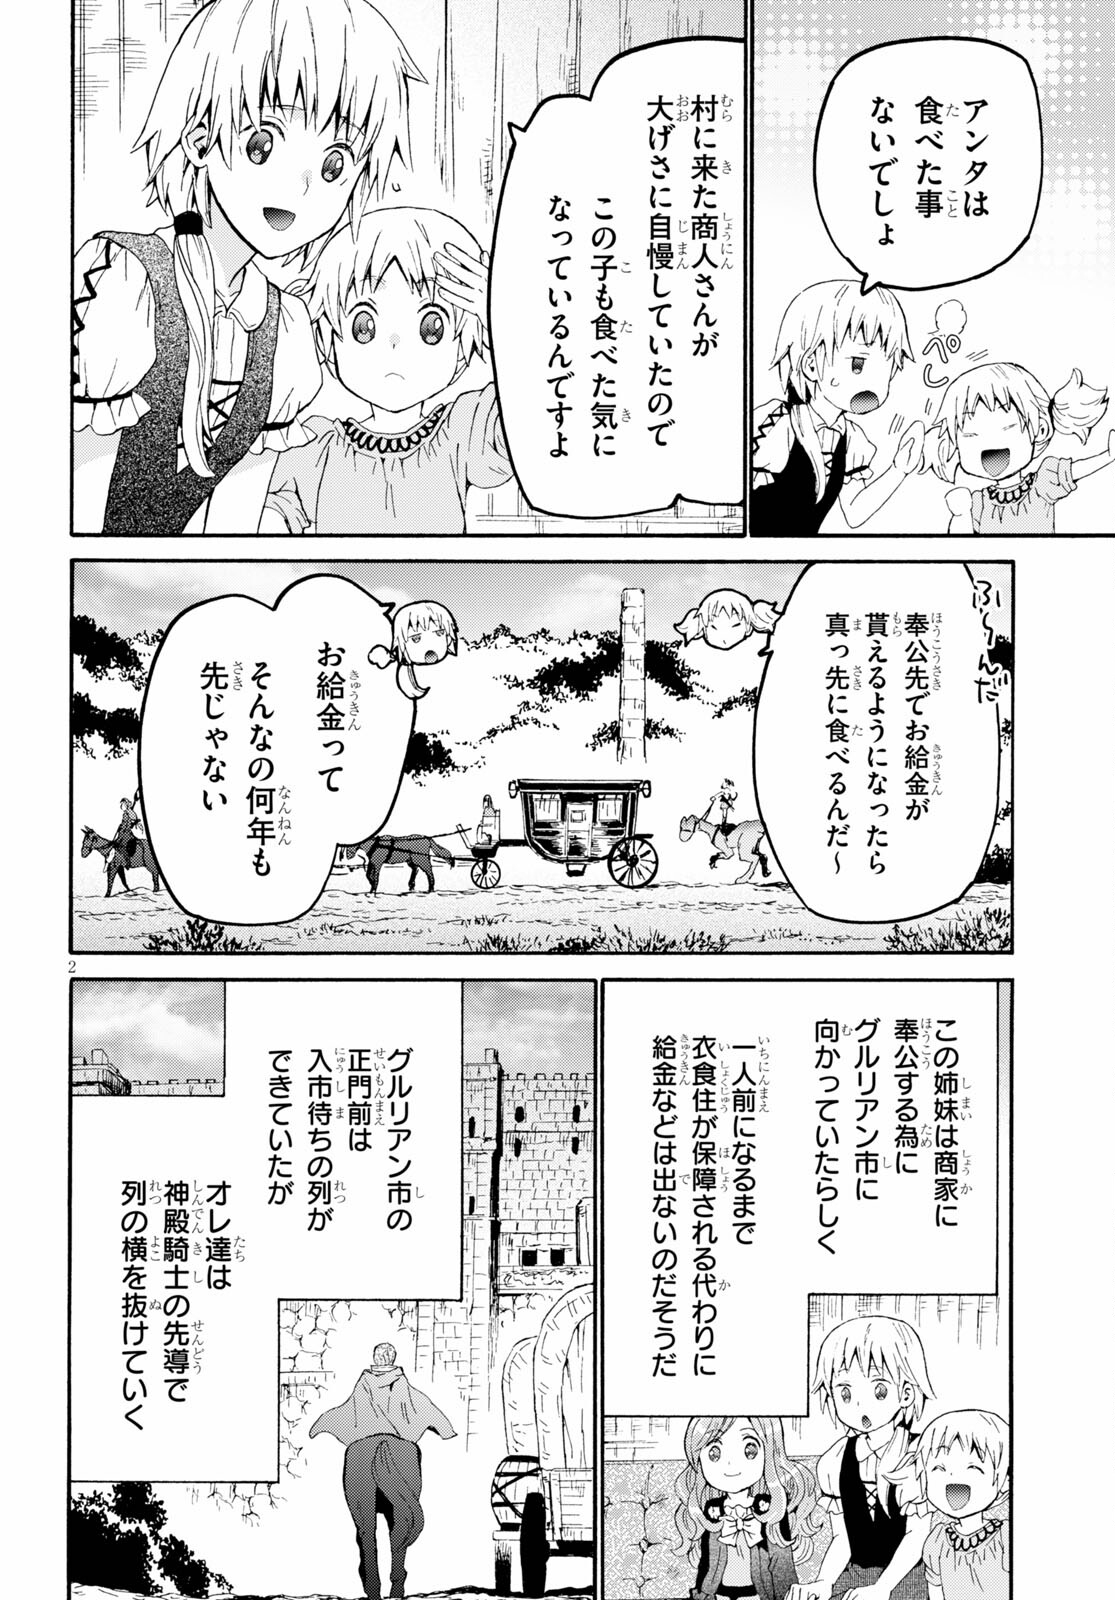 アンタは
食べた事
ないでしょ
ペしっ
村に来た商人さんが
大げさに自慢していたので
この子も食べた気に
なっているんですよ
ふ〜んだ
奉公先でお給金が
貰えるようになったら
真っ先に食べるんだ〜
お給金って
そんなの何年も
先じゃない
2
この姉妹は商家に
奉公する為に
グルリアン市に
向かっていたらしく
一人前になるまで
衣食住が保障される代わりに
給金などは出ないのだそうだ
グルリアン市の
正門前は
入市待ちの列が
できていたが
オレ達は
神殿騎士の先導で
列の横を抜けていく